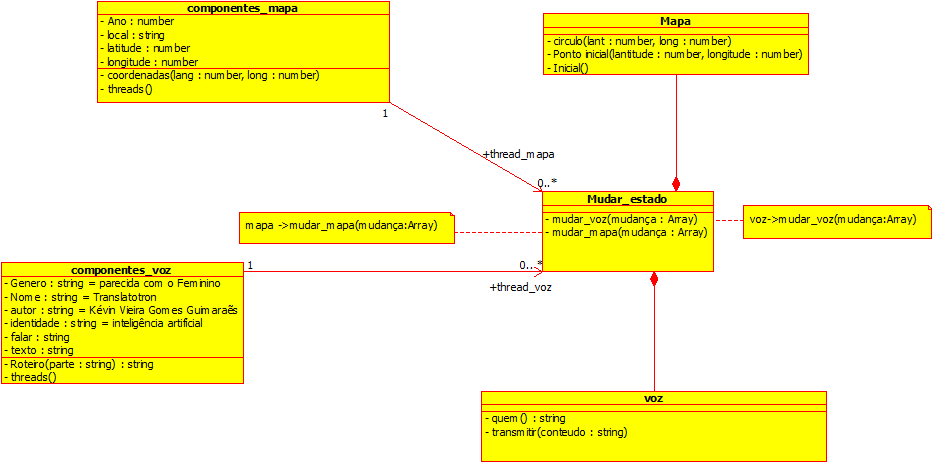 componentes_mapa
- Ano : number
- local : string
- latitude : number
- longitude : number
- coordenadas(lang : number, long : number)
- threads()
Mapa
- circulo(lant : number, long : number)
- Ponto inicial(lantitude : number, longitude : number)
- Inicial()
1
+thread_mapa
0..*
Mudar_estado
- mudar_voz(mudança : Array)
- mudar_mapa(mudança : Array)
mapa ->mudar_mapa(mudança:Array)
voz->mudar_voz(mudança:Array)
componentes_voz
- Genero : string = parecida com o Feminino
- Nome : string = Translatotron
- autor : string = Kévin Vieira Gomes Guimaraẽs
- identidade : string = inteligência artificial
- falar : string
- texto : string
- Roteiro(parte : string) : string
- threads()
1
0..*
+thread_voz
voz
- quem() : string
- transmitir(conteudo : string)